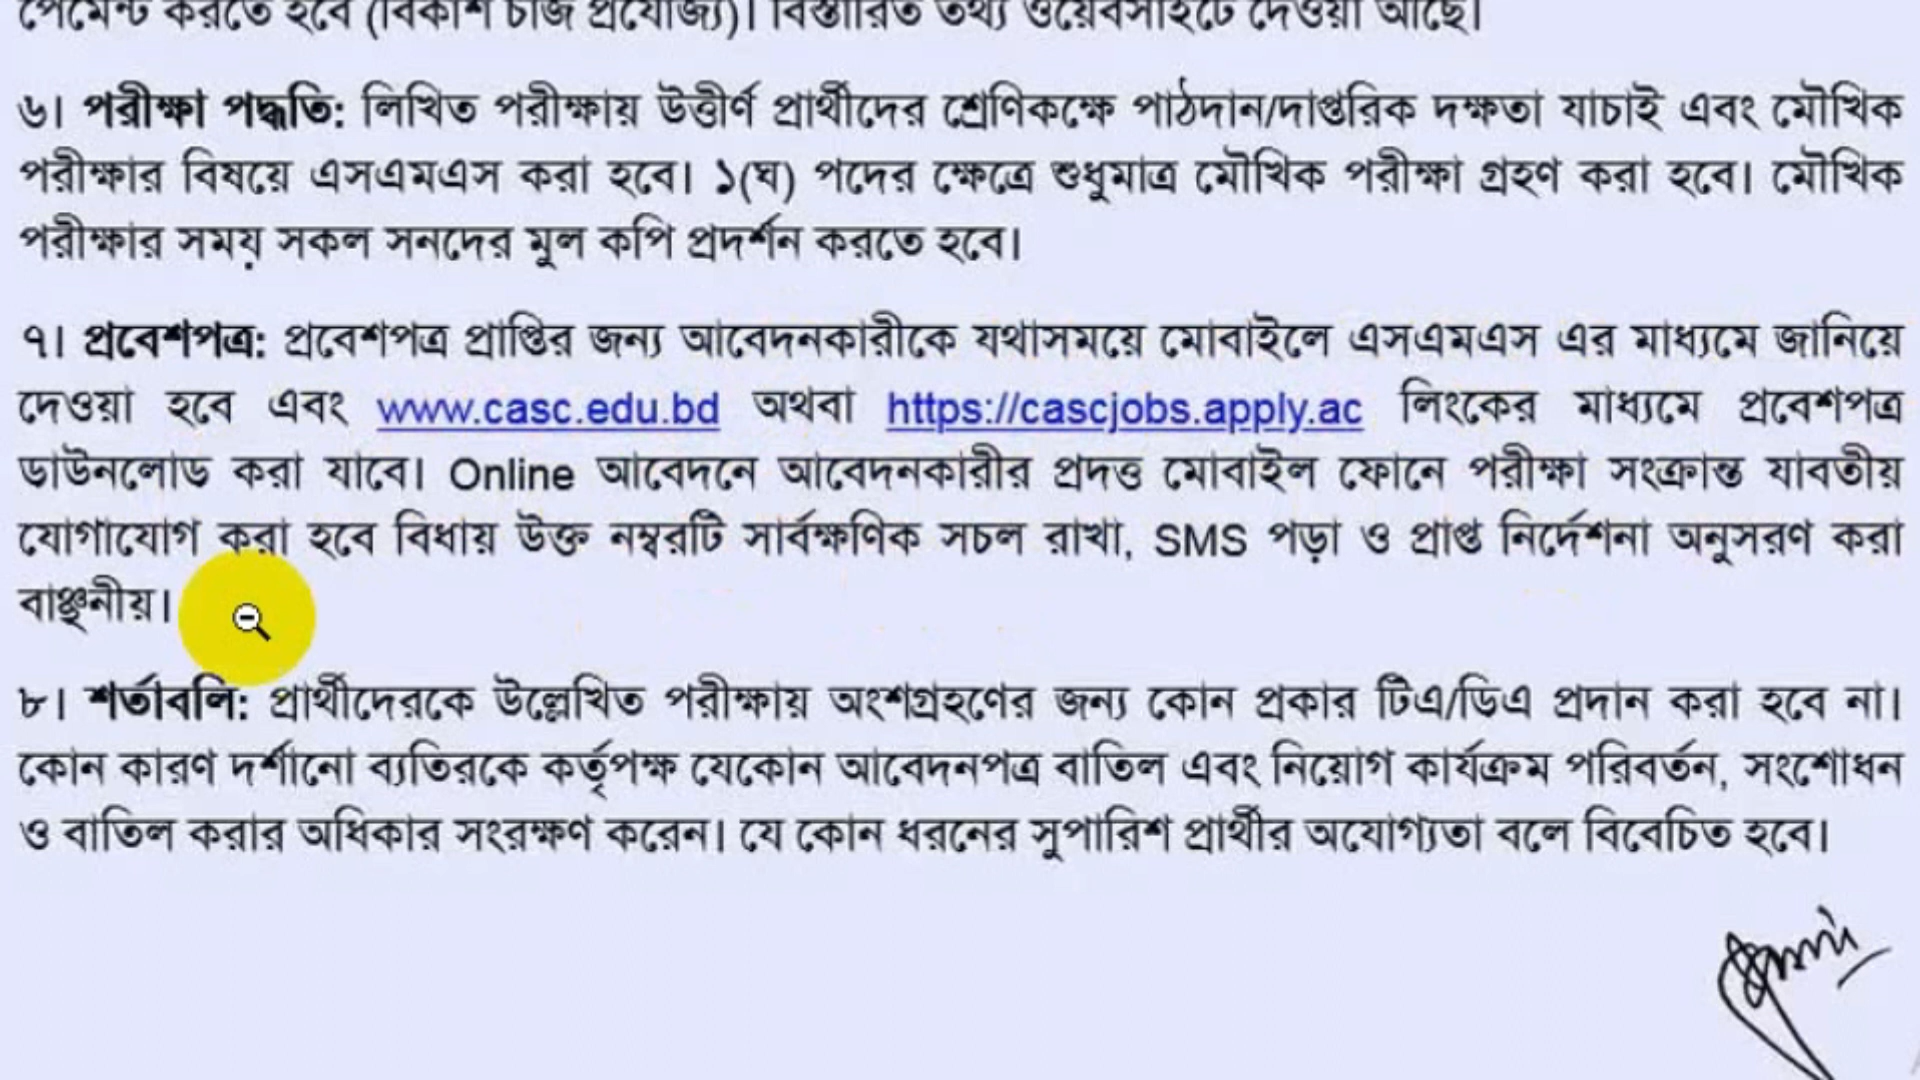 পেমেন্ট করতে হবে (বিকাশ চার্জ প্রযোজ্য)। বিস্তারিত তথ্য ওয়েবসাইটে দেওয়া আছে।
৬। পরীক্ষা পদ্ধতি: লিখিত পরীক্ষায় উত্তীর্ণ প্রার্থীদের শ্রেণিকক্ষে পাঠদান/দাপ্তরিক দক্ষতা যাচাই এবং মৌখিক
পরীক্ষার বিষয়ে এসএমএস করা হবে। ১(ঘ) পদের ক্ষেত্রে শুধুমাত্র মৌখিক পরীক্ষা গ্রহণ করা হবে। মৌখিক
পরীক্ষার সময় সকল সনদের মুল কপি প্রদর্শন করতে হবে।
৭। প্রবেশপত্র: প্রবেশপত্র প্রাপ্তির জন্য আবেদনকারীকে যথাসময়ে মোবাইলে এসএমএস এর মাধ্যমে জানিয়ে
দেওয়া হবে এবং www.casc.edu.bd অথবা https://cascjobs.apply.ac লিংকের মাধ্যমে প্রবেশপত্র
ডাউনলোড করা যাবে। Online আবেদনে আবেদনকারীর প্রদত্ত মোবাইল ফোনে পরীক্ষা সংক্রান্ত যাবতীয়
যোগাযোগ করা হবে বিধায় উক্ত নম্বরটি সার্বক্ষণিক সচল রাখা, SMS পড়া ও প্রাপ্ত নির্দেশনা অনুসরণ করা
বাঞ্ছনীয়।
৮। শর্তাবলি: প্রার্থীদেরকে উল্লেখিত পরীক্ষায় অংশগ্রহণের জন্য কোন প্রকার টিএ/ডিএ প্রদান করা হবে না।
কোন কারণ দর্শানো ব্যতিরকে কর্তৃপক্ষ যেকোন আবেদনপত্র বাতিল এবং নিয়োগ কার্যক্রম পরিবর্তন, সংশোধন
ও বাতিল করার অধিকার সংরক্ষণ করেন। যে কোন ধরনের সুপারিশ প্রার্থীর অযোগ্যতা বলে বিবেচিত হবে।